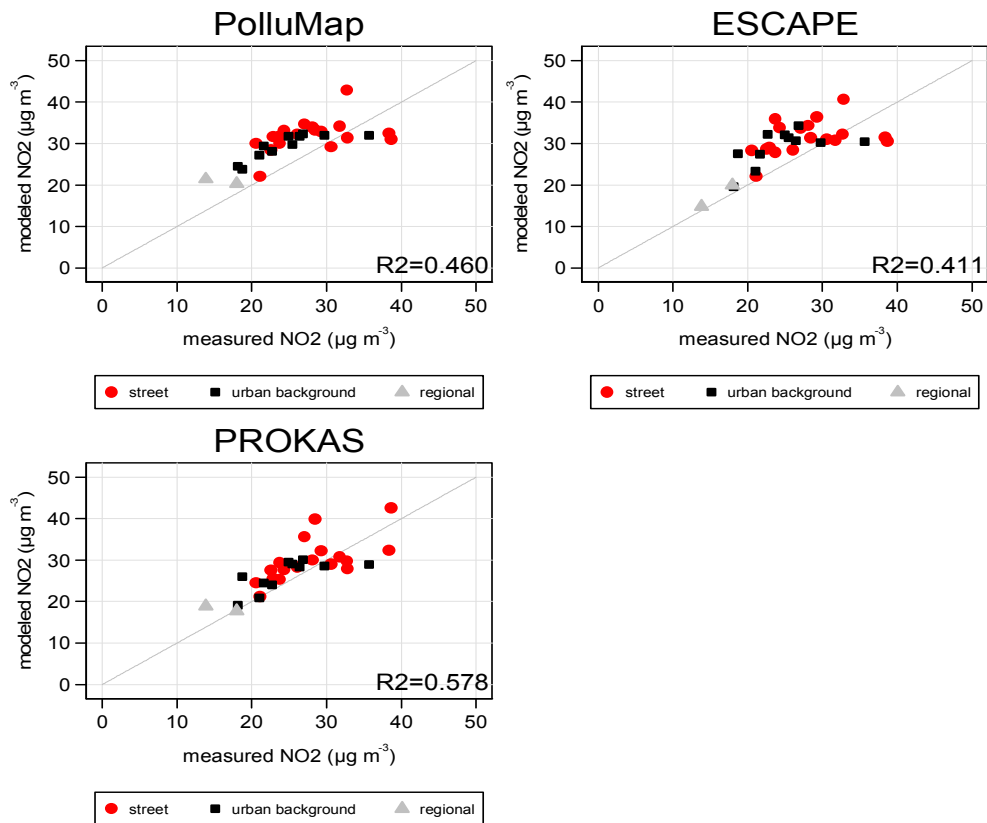 PolluMap
modeled NO2 (µg m-3)
50
40
30
20
10
0
R2=0.460
0 10 20 30 40 50
measured NO2 (µg m-3)
street urban background regional
ESCAPE
modeled NO2 (µg m-3)
50
40
30
20
10
0
R2=0.411
0 10 20 30 40 50
measured NO2 (µg m-3)
street urban background regional
PROKAS
modeled NO2 (µg m-3)
50
40
30
20
10
0
R2=0.578
0 10 20 30 40 50
measured NO2 (µg m-3)
street urban background regional